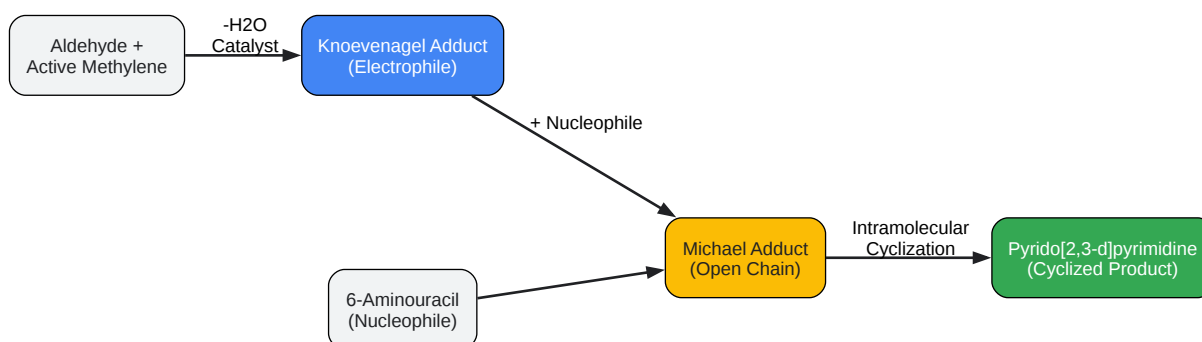 Aldehyde +
Active Methylene
-H2O
Catalyst
Knoevenagel Adduct
(Electrophile)
+ Nucleophile
6-Aminouracil
(Nucleophile)
Michael Adduct
(Open Chain)
Intramolecular
Cyclization
Pyrido[2,3-d]pyrimidine
(Cyclized Product)